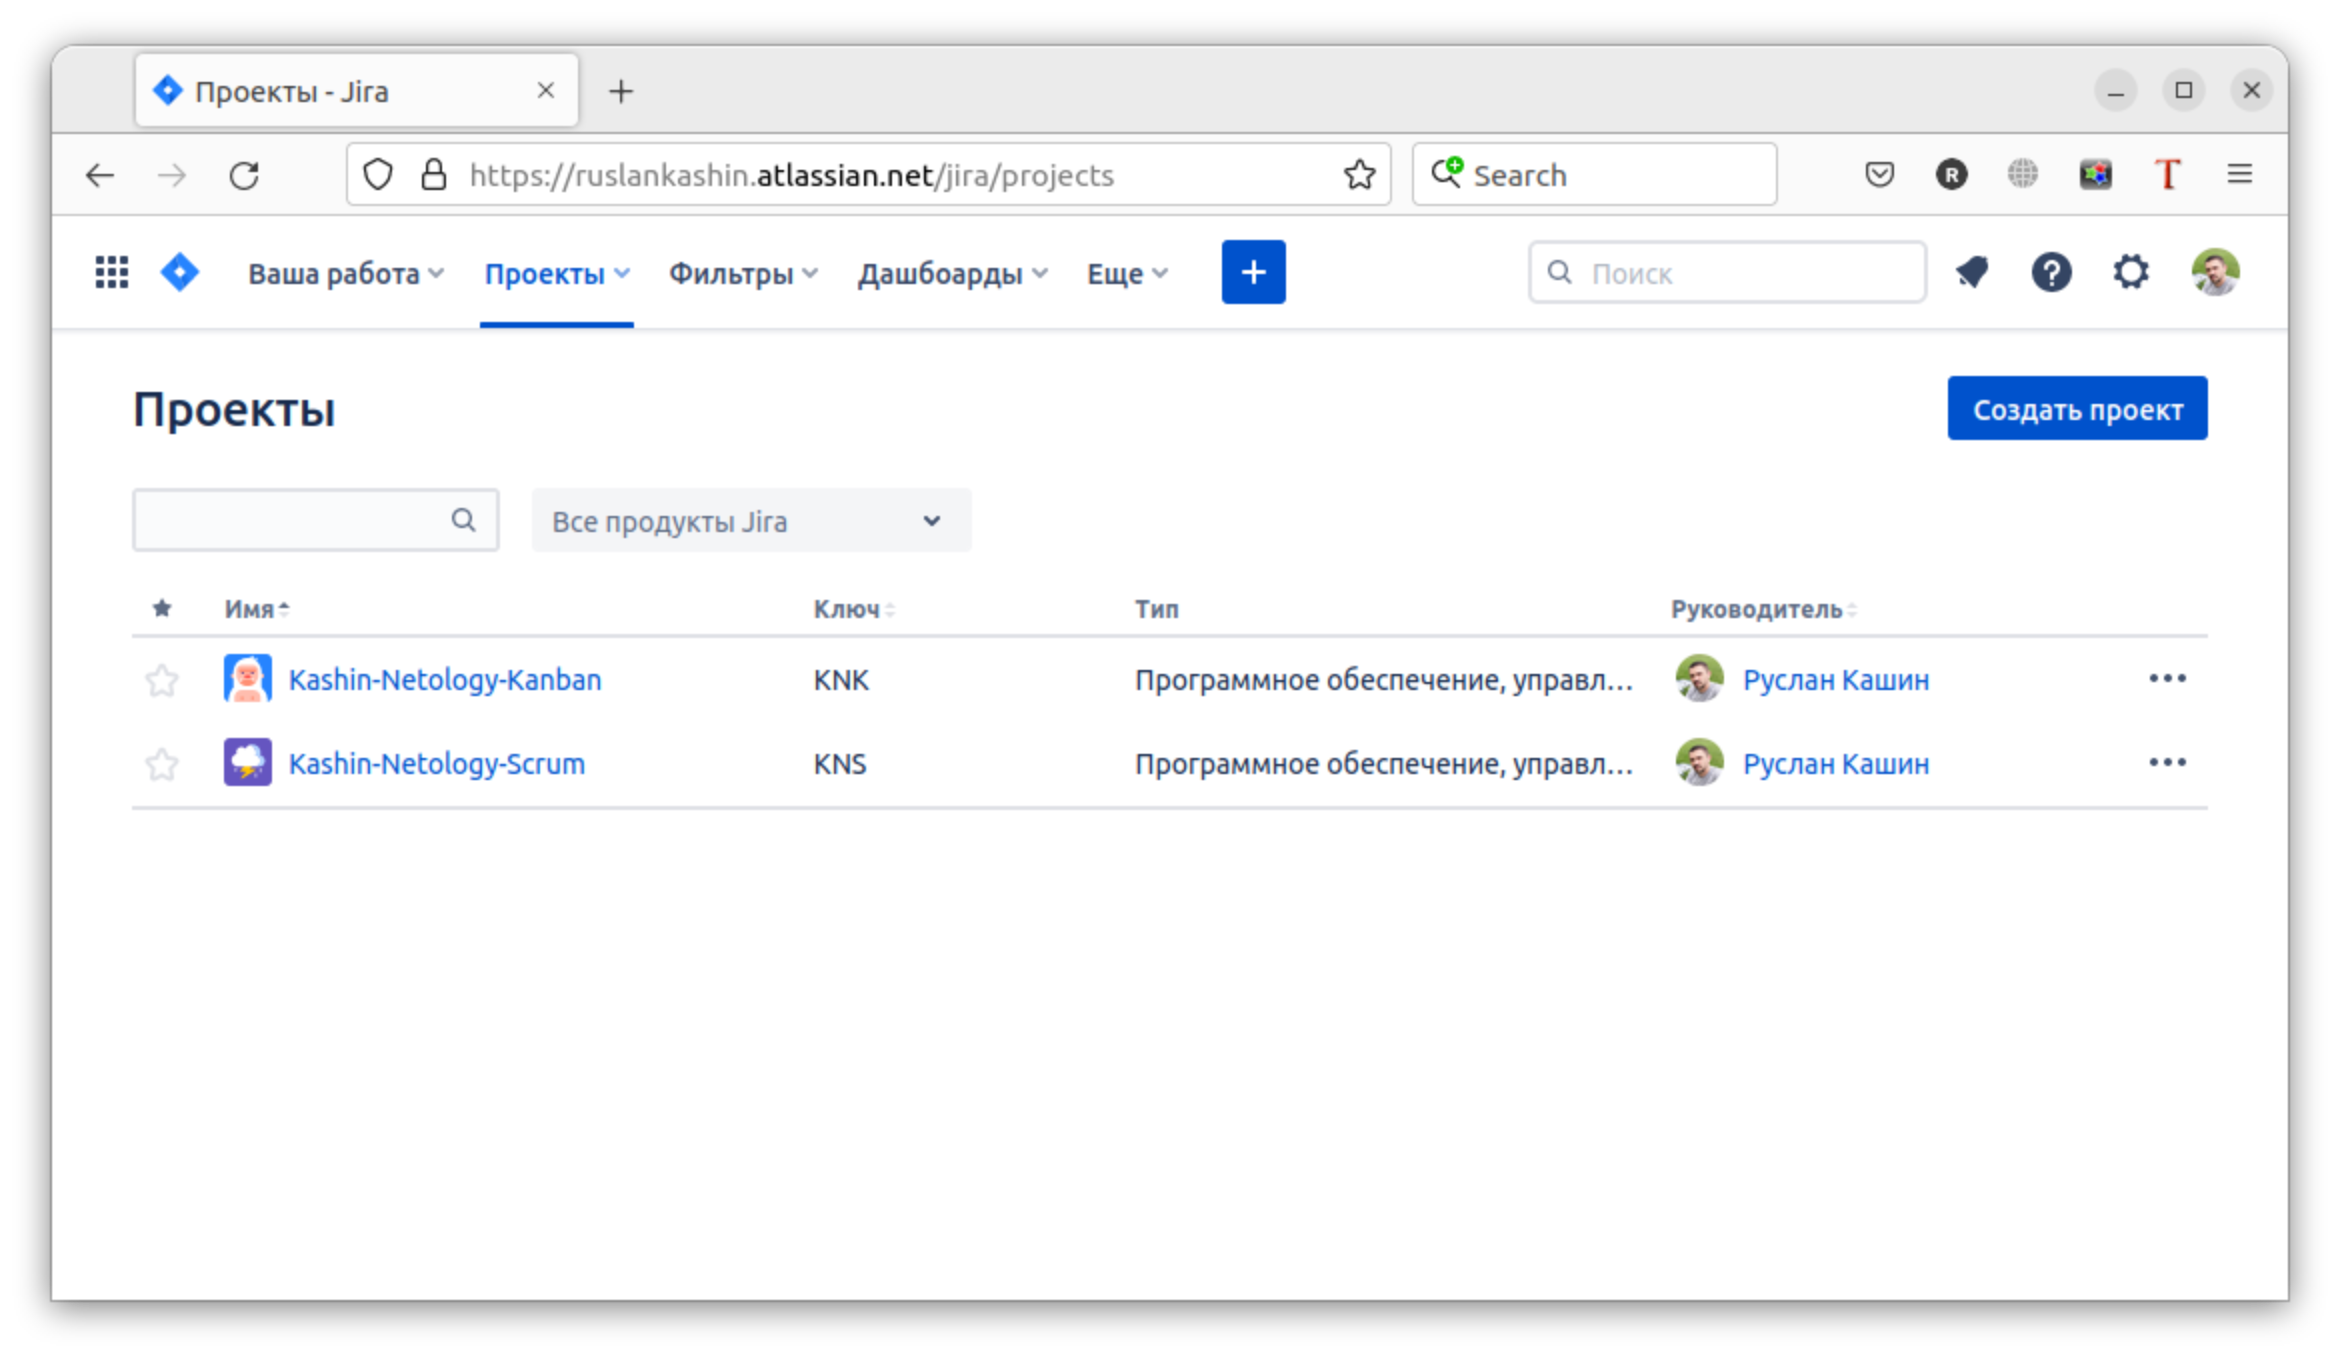 Проекты - Jira
https://ruslankashin.atlassian.net/jira/projects
Search
Ваша работа Проекты Фильтры Дашбоарды Еще
Поиск
Проекты
Создать проект
Все продукты Jira
Имя Ключ Тип Руководитель
Kashin-Netology-Kanban KNK Программное обеспечение, управл... Руслан Кашин
Kashin-Netology-Scrum KNS Программное обеспечение, управл... Руслан Кашин